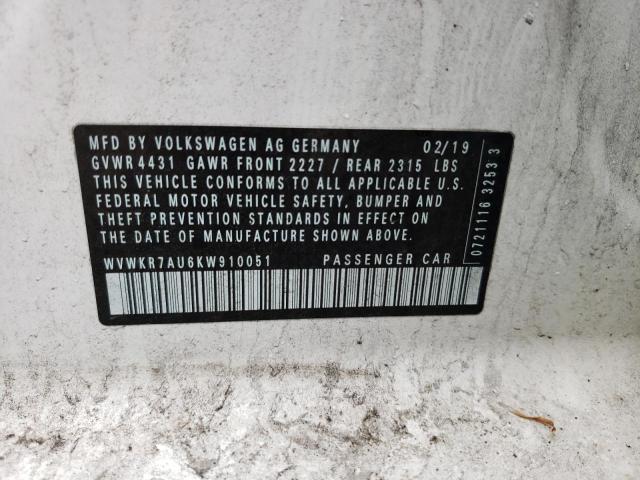 MFD BY VOLKSWAGEN AG GERMANY 02/19
GVWR 4431 GAWR FRONT 2227 / REAR 2315 LBS
THIS VEHICLE CONFORMS TO ALL APPLICABLE U.S.
FEDERAL MOTOR VEHICLE SAFETY, BUMPER AND
THEFT PREVENTION STANDARDS IN EFFECT ON
THE DATE OF MANUFACTURE SHOWN ABOVE.
WVWKR7AU6KW910051 PASSENGER CAR
0721116 3253 3